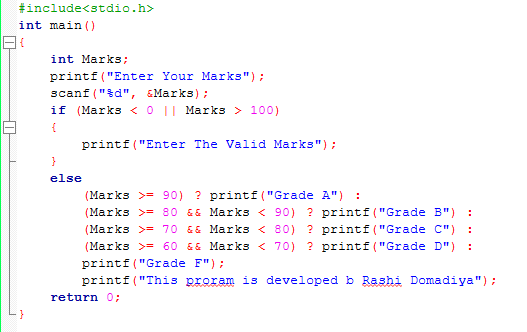 #include<stdio.h>
int main()
{
    int Marks;
    printf("Enter Your Marks");
    scanf("%d", &Marks);
    if (Marks < 0 || Marks > 100)
    {
        printf("Enter The Valid Marks");
    }
    else
        (Marks >= 90) ? printf("Grade A") :
        (Marks >= 80 && Marks < 90) ? printf("Grade B") :
        (Marks >= 70 && Marks < 80) ? printf("Grade C") :
        (Marks >= 60 && Marks < 70) ? printf("Grade D") :
        printf("Grade F");
        printf("This proram is developed b Rashi Domadiya");
    return 0;
}